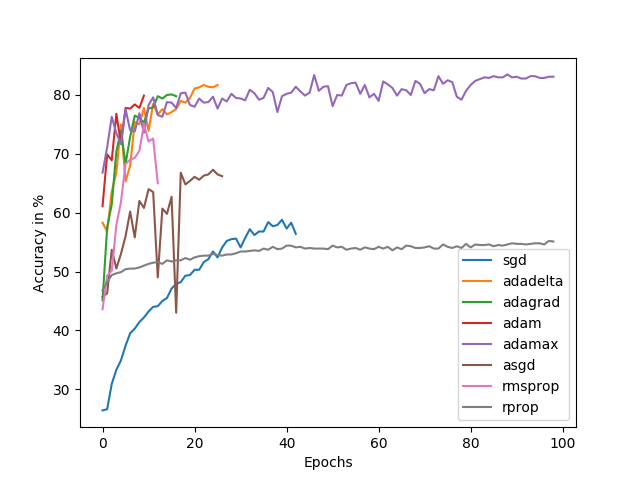 Accuracy in %
80
70
60
50
40
30
0
20
40
60
80
100
Epochs
sgd
adadelta
adagrad
adam
adamax
asgd
rmsprop
rprop